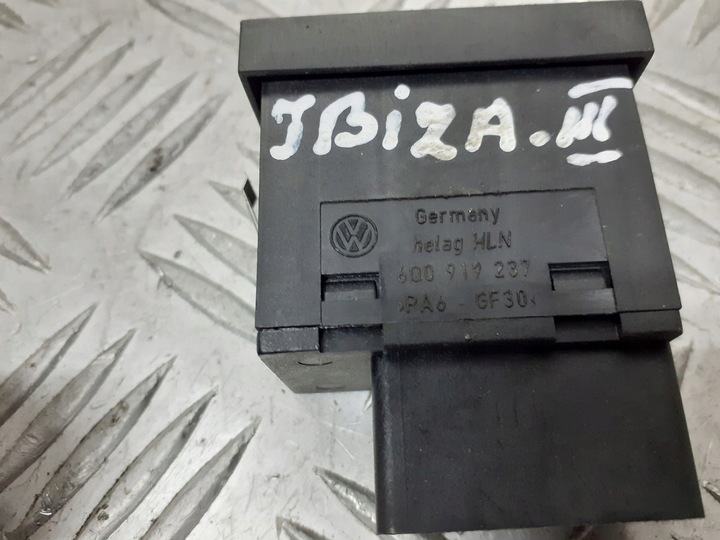 IBIZA.III
Germany
helag HLN
6Q0 919 237
>PA6 - GF30<